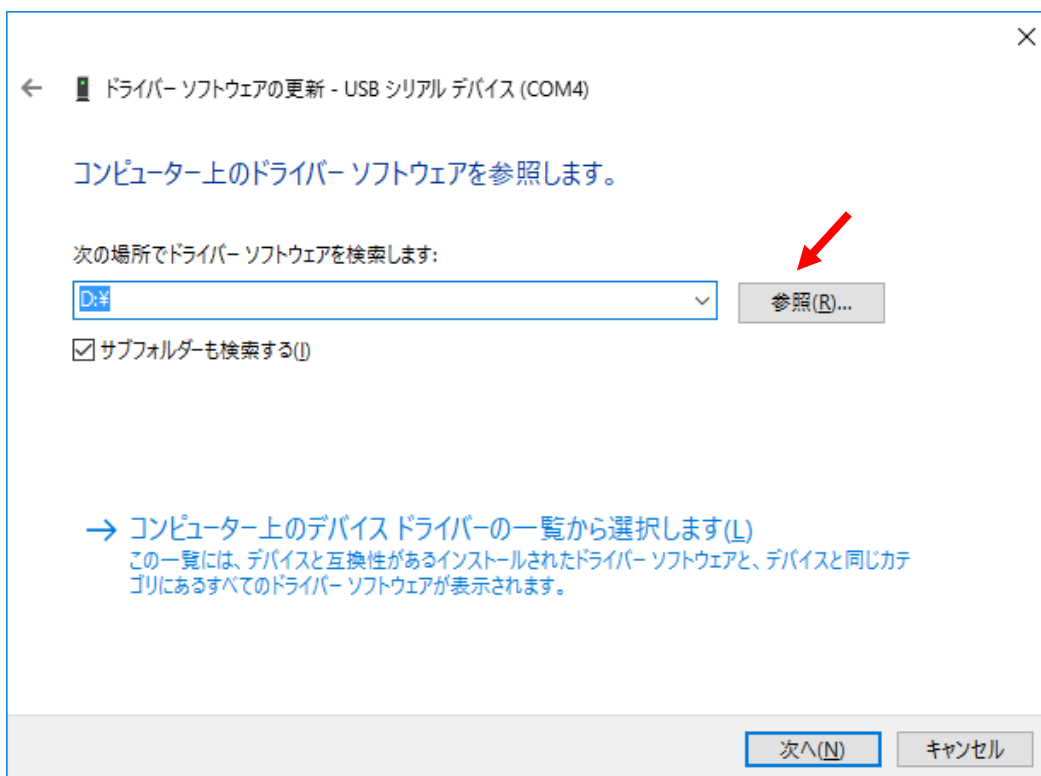 ドライバー ソフトウェアの更新 - USB シリアル デバイス (COM4)
コンピューター上のドライバー ソフトウェアを参照します。
次の場所でドライバー ソフトウェアを検索します:
D:¥
参照(R)...
サブフォルダーも検索する(I)
コンピューター上のデバイス ドライバーの一覧から選択します(L)
この一覧には、デバイスと互換性があるインストールされたドライバー ソフトウェアと、デバイスと同じカテ
ゴリにあるすべてのドライバー ソフトウェアが表示されます。
次へ(N)
キャンセル